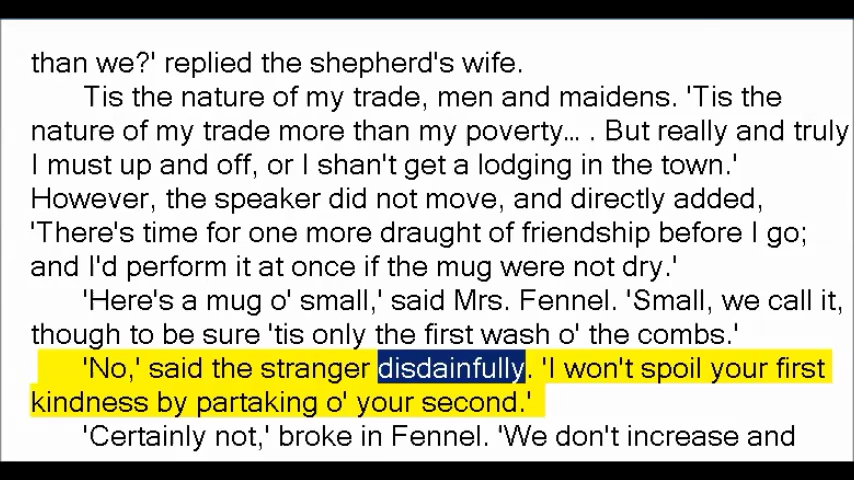 than we?' replied the shepherd's wife.
Tis the nature of my trade, men and maidens. 'Tis the
nature of my trade more than my poverty… . But really and truly
I must up and off, or I shan't get a lodging in the town.'
However, the speaker did not move, and directly added,
'There's time for one more draught of friendship before I go;
and I'd perform it at once if the mug were not dry.'
'Here's a mug o' small,' said Mrs. Fennel. 'Small, we call it,
though to be sure 'tis only the first wash o' the combs.'
'No,' said the stranger disdainfully. 'I won't spoil your first
kindness by partaking o' your second.'
'Certainly not,' broke in Fennel. 'We don't increase and